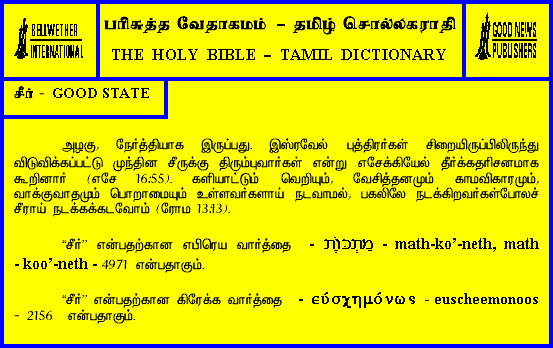 BELLWETHER
INTERNATIONAL
பரிசுத்த வேதாகமம் – தமிழ் சொல்லகராதி
THE HOLY BIBLE – TAMIL DICTIONARY
GOOD NEWS
PUBLISHERS
சீர் - GOOD STATE
அழகு, நேர்த்தியாக இருப்பது. இஸ்ரவேல் புத்திரர்கள் சிறையிருப்பிலிருந்து
விடுவிக்கப்பட்டு முந்தின சீருக்கு திரும்புவார்கள் என்று எசேக்கியேல் தீர்க்கதரிசனமாக
கூறினார் (எசே 16:55). களியாட்டும் வெறியும், வேசித்தனமும் காமவிகாரமும்,
வாக்குவாதமும் பொறாமையும் உள்ளவர்களாய் நடவாமல், பகலிலே நடக்கிறவர்கள்போலச்
சீராய் நடக்கக்கடவோம் (ரோம 13:13).
“சீர்” என்பதற்கான எபிரெய வார்த்தை - מַתְכֹּנֶת - math-ko’-neth, math
- koo’-neth - 4971 என்பதாகும்.
“சீர்” என்பதற்கான கிரேக்க வார்த்தை - εὐσχημόνως - euscheemonoos
- 2156 என்பதாகும்.